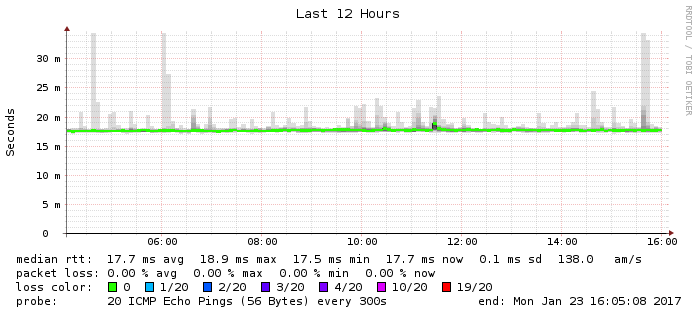 Last 12 Hours
RRDTOOL / TOBI OETIKER
Seconds
30 m
25 m
20 m
15 m
10 m
5 m
0
06:00 08:00 10:00 12:00 14:00 16:00
median rtt: 17.7 ms avg 18.9 ms max 17.5 ms min 17.7 ms now 0.1 ms sd 138.0 am/s
packet loss: 0.00 % avg 0.00 % max 0.00 % min 0.00 % now
loss color: 0 1/20 2/20 3/20 4/20 10/20 19/20
probe: 20 ICMP Echo Pings (56 Bytes) every 300s end: Mon Jan 23 16:05:08 2017